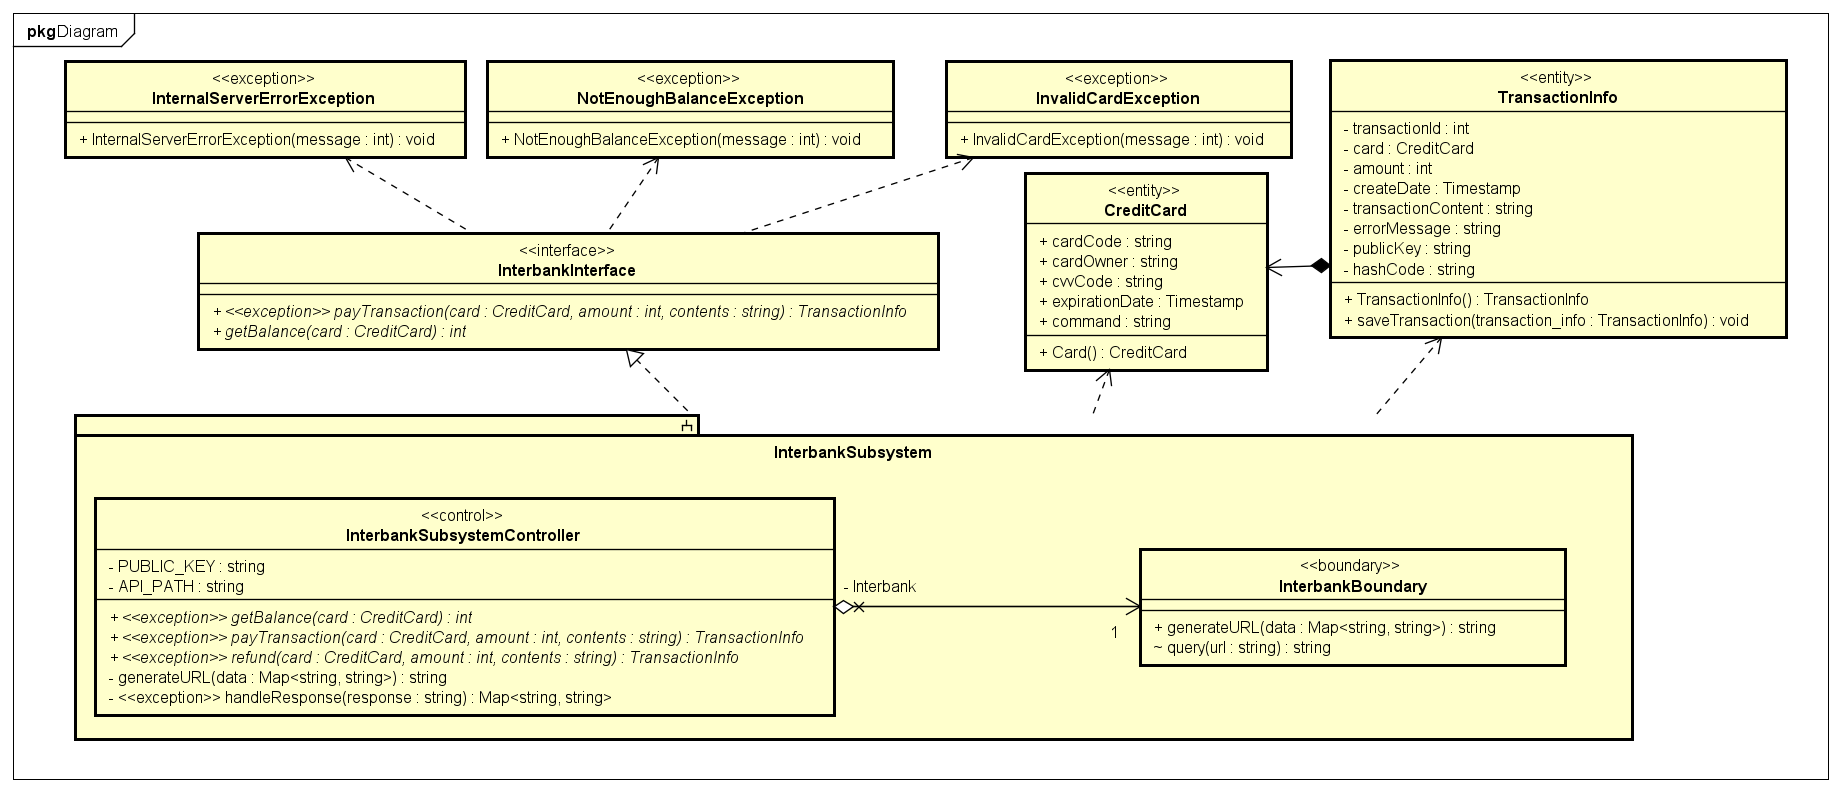 pkgDiagram
<<exception>>
InternalServerErrorException
+ InternalServerErrorException(message : int) : void
<<exception>>
NotEnoughBalanceException
+ NotEnoughBalanceException(message : int) : void
<<exception>>
InvalidCardException
+ InvalidCardException(message : int) : void
<<entity>>
TransactionInfo
- transactionId : int
- card : CreditCard
- amount : int
- createDate : Timestamp
- transactionContent : string
- errorMessage : string
- publicKey : string
- hashCode : string
+ TransactionInfo() : TransactionInfo
+ saveTransaction(transaction_info : TransactionInfo) : void
<<entity>>
CreditCard
+ cardCode : string
+ cardOwner : string
+ cvvCode : string
+ expirationDate : Timestamp
+ command : string
+ Card() : CreditCard
<<interface>>
InterbankInterface
+ <<exception>> payTransaction(card : CreditCard, amount : int, contents : string) : TransactionInfo
+ getBalance(card : CreditCard) : int
InterbankSubsystem
<<control>>
InterbankSubsystemController
- PUBLIC_KEY : string
- API_PATH : string
+ <<exception>> getBalance(card : CreditCard) : int
+ <<exception>> payTransaction(card : CreditCard, amount : int, contents : string) : TransactionInfo
+ <<exception>> refund(card : CreditCard, amount : int, contents : string) : TransactionInfo
- generateURL(data : Map<string, string>) : string
- <<exception>> handleResponse(response : string) : Map<string, string>
- Interbank
1
<<boundary>>
InterbankBoundary
+ generateURL(data : Map<string, string>) : string
~ query(url : string) : string